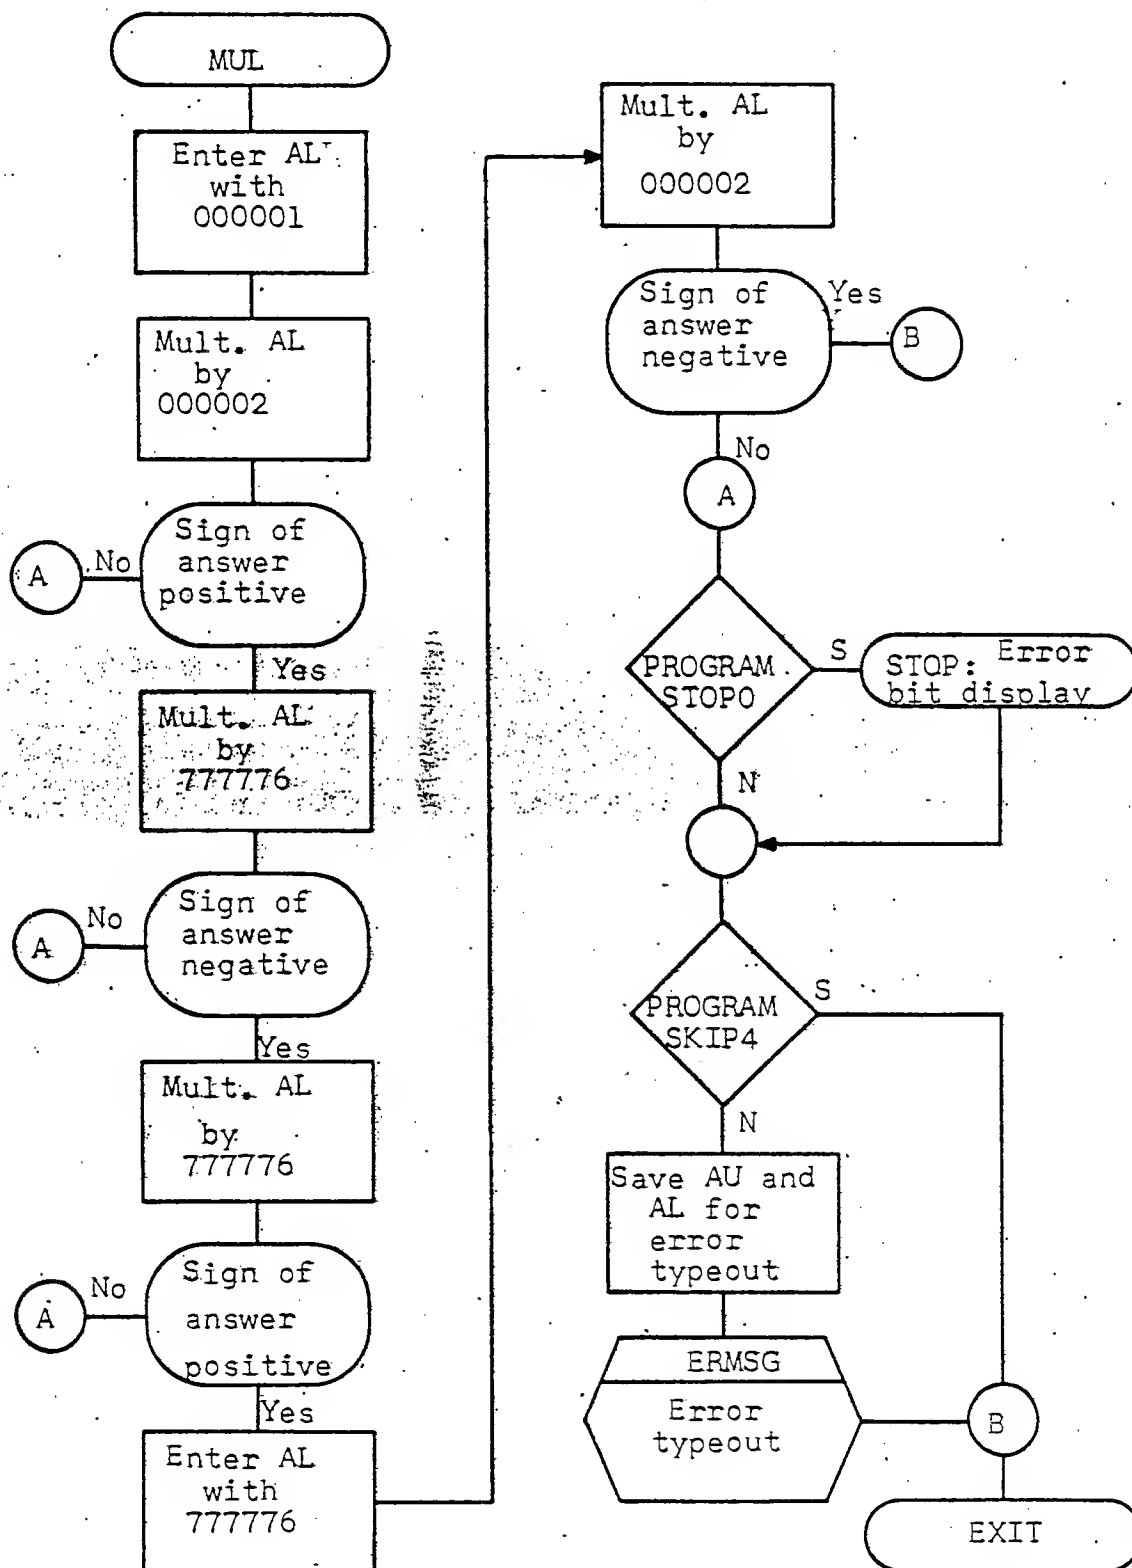 MUL
Enter AL
with
000001
Mult. AL
by
000002
Sign of
answer
positive
No
A
Yes
Mult. AL
by
777776
Sign of
answer
negative
No
A
Yes
Mult. AL
by
777776
Sign of
answer
positive
No
A
Yes
Enter AL
with
777776
Mult. AL
by
000002
Sign of
answer
negative
Yes
B
No
A
PROGRAM
STOP0
S
STOP: Error
bit display
N
PROGRAM
SKIP4
S
N
Save AU and
AL for
error
typeout
ERMSG
Error
typeout
B
EXIT